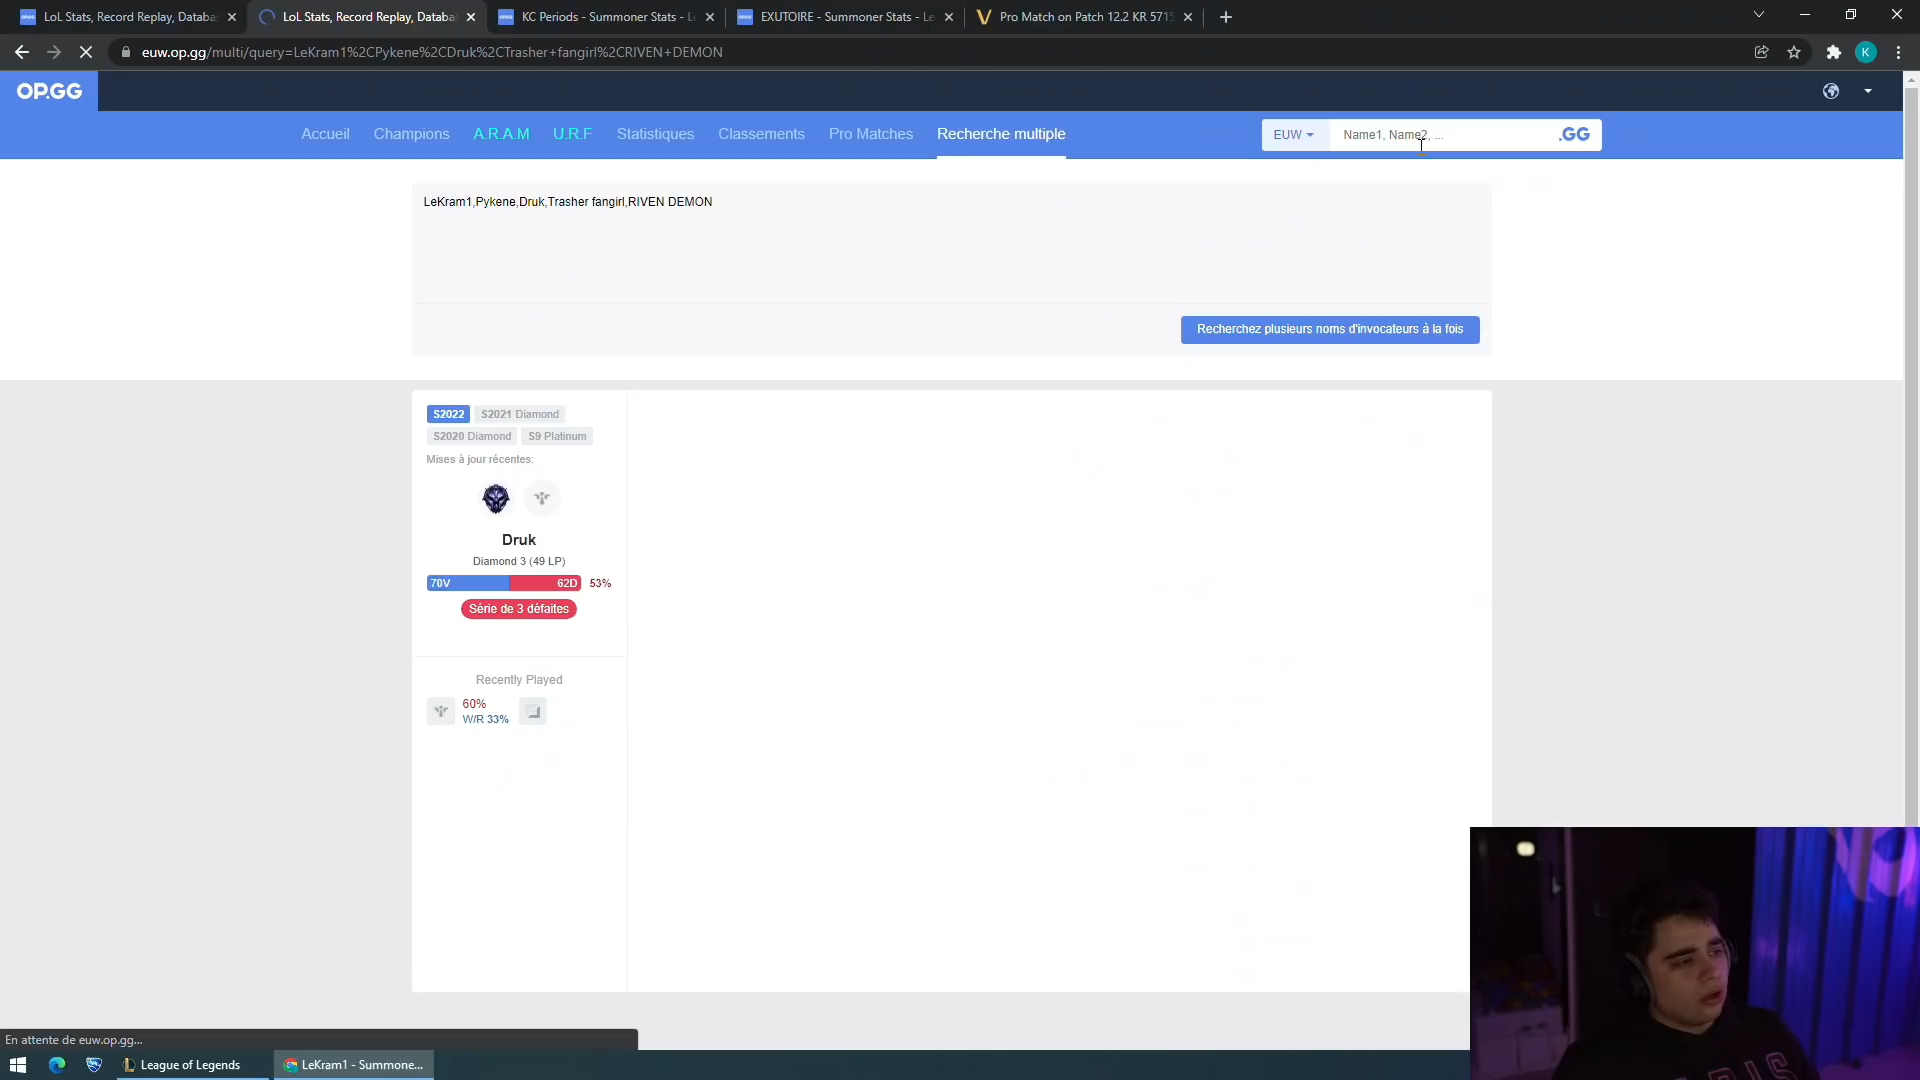 LoL Stats, Record Replay, Databa
LoL Stats, Record Replay, Databa
KC Periods - Summoner Stats - Le
EXUTOIRE - Summoner Stats - Le
Pro Match on Patch 12.2 KR 5715
euw.op.gg/multi/query=LeKram1%2CPykene%2CDruk%2CTrasher+fangirl%2CRIVEN+DEMON
K
OP.GG
Accueil
Champions
A.R.A.M
U.R.F
Statistiques
Classements
Pro Matches
Recherche multiple
EUW
Name1, Name2, ...
.GG
LeKram1,Pykene,Druk,Trasher fangirl,RIVEN DEMON
Recherchez plusieurs noms d'invocateurs à la fois
S2022
S2021 Diamond
S2020 Diamond
S9 Platinum
Mises à jour récentes:
Druk
Diamond 3 (49 LP)
70V
62D
53%
Série de 3 défaites
Recently Played
60%
W/R 33%
En attente de euw.op.gg...
League of Legends
LeKram1 - Summone...